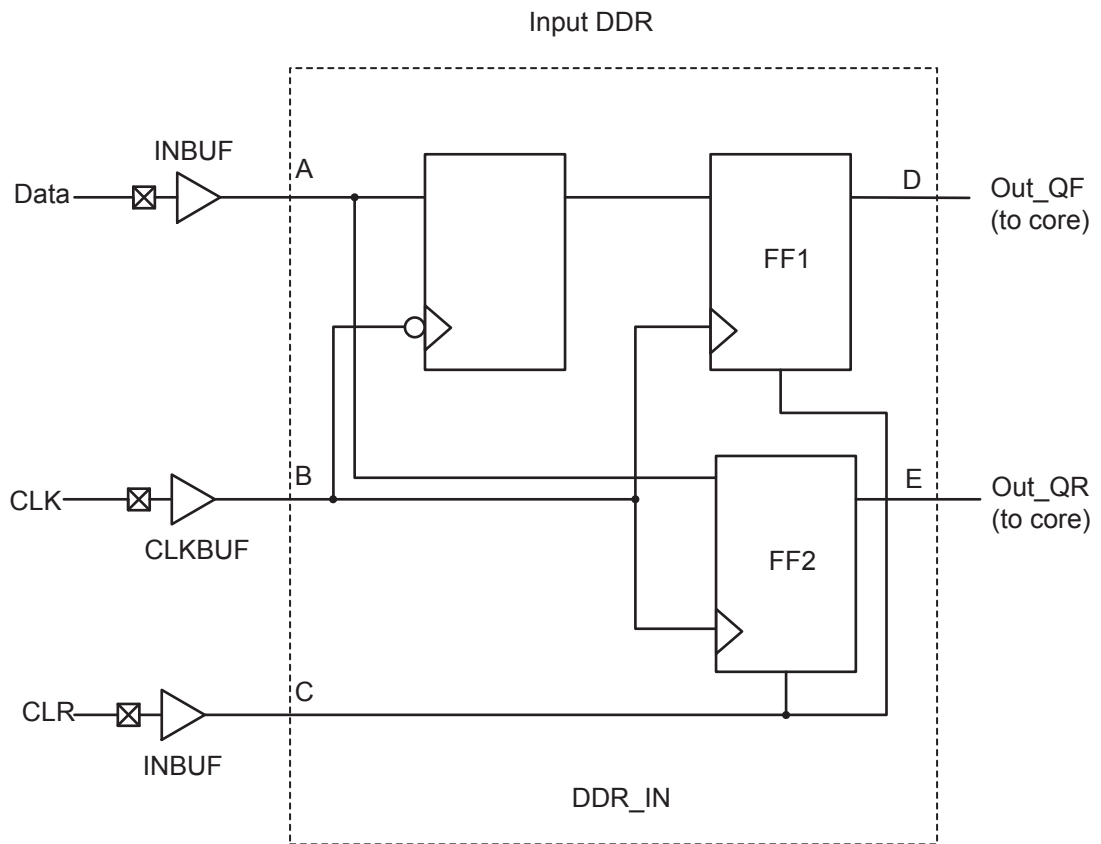 Input DDR
INBUF
A
Data
D
Out_QF
(to core)
FF1
B
CLK
CLKBUF
E
Out_QR
(to core)
FF2
C
CLR
INBUF
DDR_IN